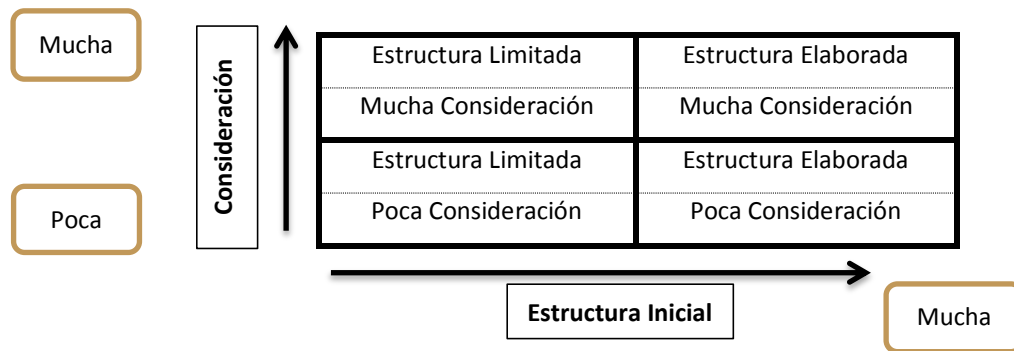 Mucha
Poca
Consideración
Estructura Limitada
Estructura Elaborada
Mucha Consideración
Mucha Consideración
Estructura Limitada
Estructura Elaborada
Poca Consideración
Poca Consideración
Estructura Inicial
Mucha